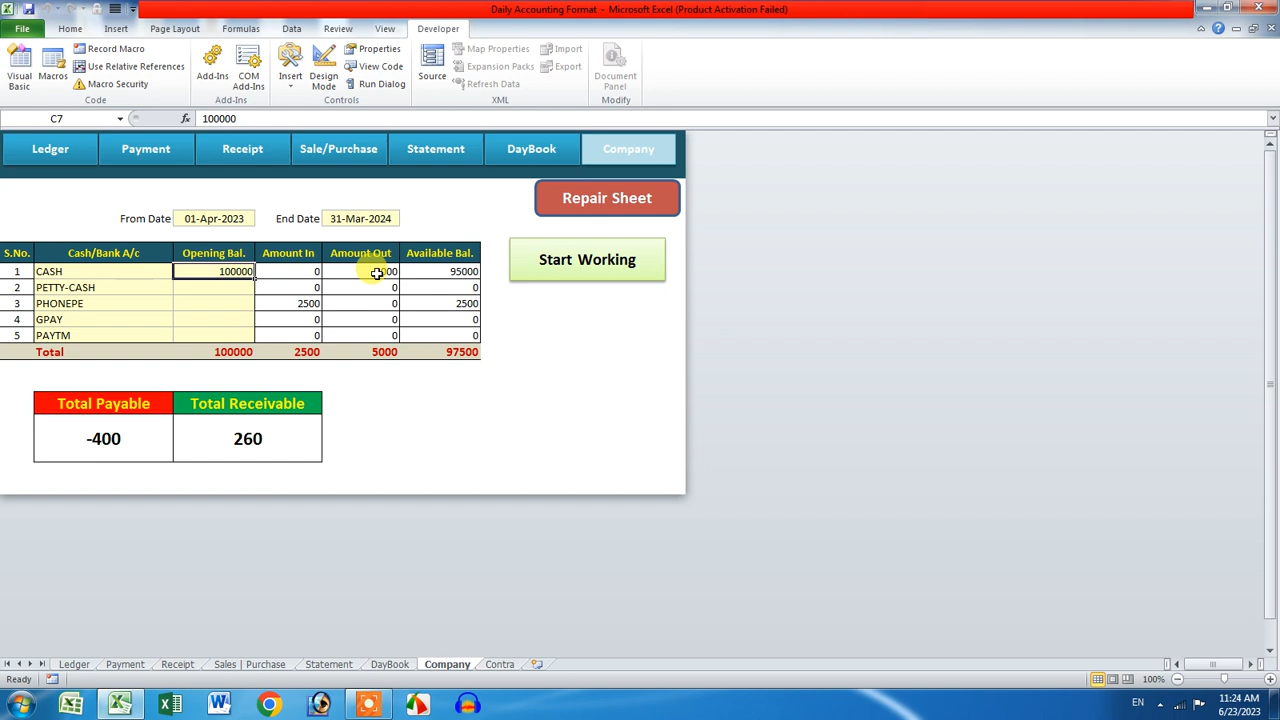 Daily Accounting Format - Microsoft Excel (Product Activation Failed)
File Home Insert Page Layout Formulas Data Review View Developer
Visual Basic
Macros
Record Macro
Use Relative References
Macro Security
Code
Add-Ins
COM Add-Ins
Add-Ins
Insert
Design Mode
Properties
View Code
Run Dialog
Controls
Source
Map Properties
Expansion Packs
Refresh Data
Import
Export
XML
Document Panel
Modify
C7 fx 100000
Ledger Payment Receipt Sale/Purchase Statement DayBook Company
Repair Sheet
From Date 01-Apr-2023 End Date 31-Mar-2024
Start Working
S.No. Cash/Bank A/c Opening Bal. Amount In Amount Out Available Bal.
1 CASH 100000 0 95000
2 PETTY-CASH 0 0 0
3 PHONEPE 2500 0 2500
4 GPAY 0 0 0
5 PAYTM 0 0 0
Total 100000 2500 5000 97500
Total Payable Total Receivable
-400 260
Ledger Payment Receipt Sales | Purchase Statement DayBook Company Contra
Ready 100%
EN 11:24 AM
6/23/2023